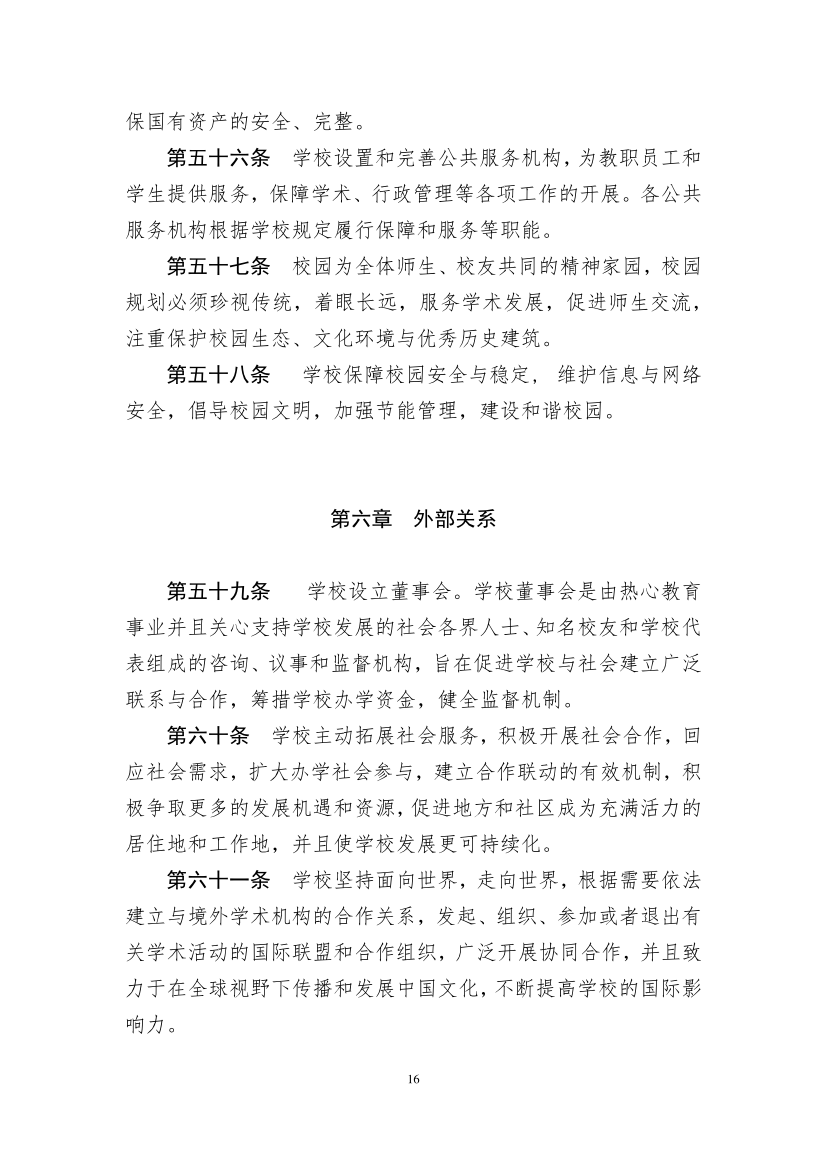 保国有资产的安全、完整。
第五十六条　学校设置和完善公共服务机构，为教职员工和
学生提供服务，保障学术、行政管理等各项工作的开展。各公共
服务机构根据学校规定履行保障和服务等职能。
第五十七条　校园为全体师生、校友共同的精神家园，校园
规划必须珍视传统，着眼长远，服务学术发展，促进师生交流，
注重保护校园生态、文化环境与优秀历史建筑。
第五十八条　学校保障校园安全与稳定，维护信息与网络
安全，倡导校园文明，加强节能管理，建设和谐校园。
第六章　外部关系
第五十九条　学校设立董事会。学校董事会是由热心教育
事业并且关心支持学校发展的社会各界人士、知名校友和学校代
表组成的咨询、议事和监督机构，旨在促进学校与社会建立广泛
联系与合作，筹措学校办学资金，健全监督机制。
第六十条　学校主动拓展社会服务，积极开展社会合作，回
应社会需求，扩大办学社会参与，建立合作联动的有效机制，积
极争取更多的发展机遇和资源，促进地方和社区成为充满活力的
居住地和工作地，并且使学校发展更可持续化。
第六十一条　学校坚持面向世界，走向世界，根据需要依法
建立与境外学术机构的合作关系，发起、组织、参加或者退出有
关学术活动的国际联盟和合作组织，广泛开展协同合作，并且致
力于在全球视野下传播和发展中国文化，不断提高学校的国际影
响力。
16